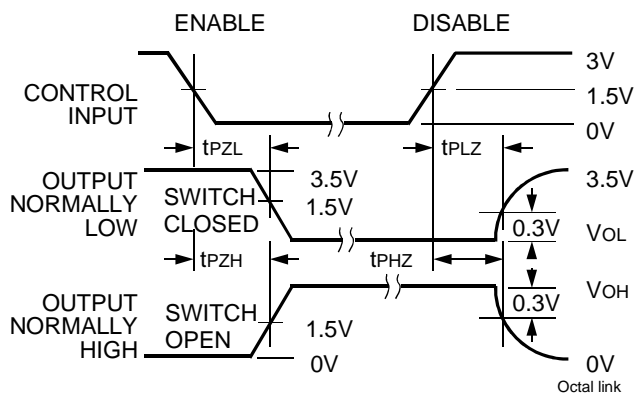 ENABLE
DISABLE
3V
1.5V
0V
CONTROL
INPUT
tPZL
tPLZ
OUTPUT
NORMALLY
LOW
SWITCH
CLOSED
3.5V
1.5V
3.5V
0.3V
VOL
tPZH
tPHZ
OUTPUT
NORMALLY
HIGH
SWITCH
OPEN
1.5V
0V
VOH
0.3V
0V
Octal link